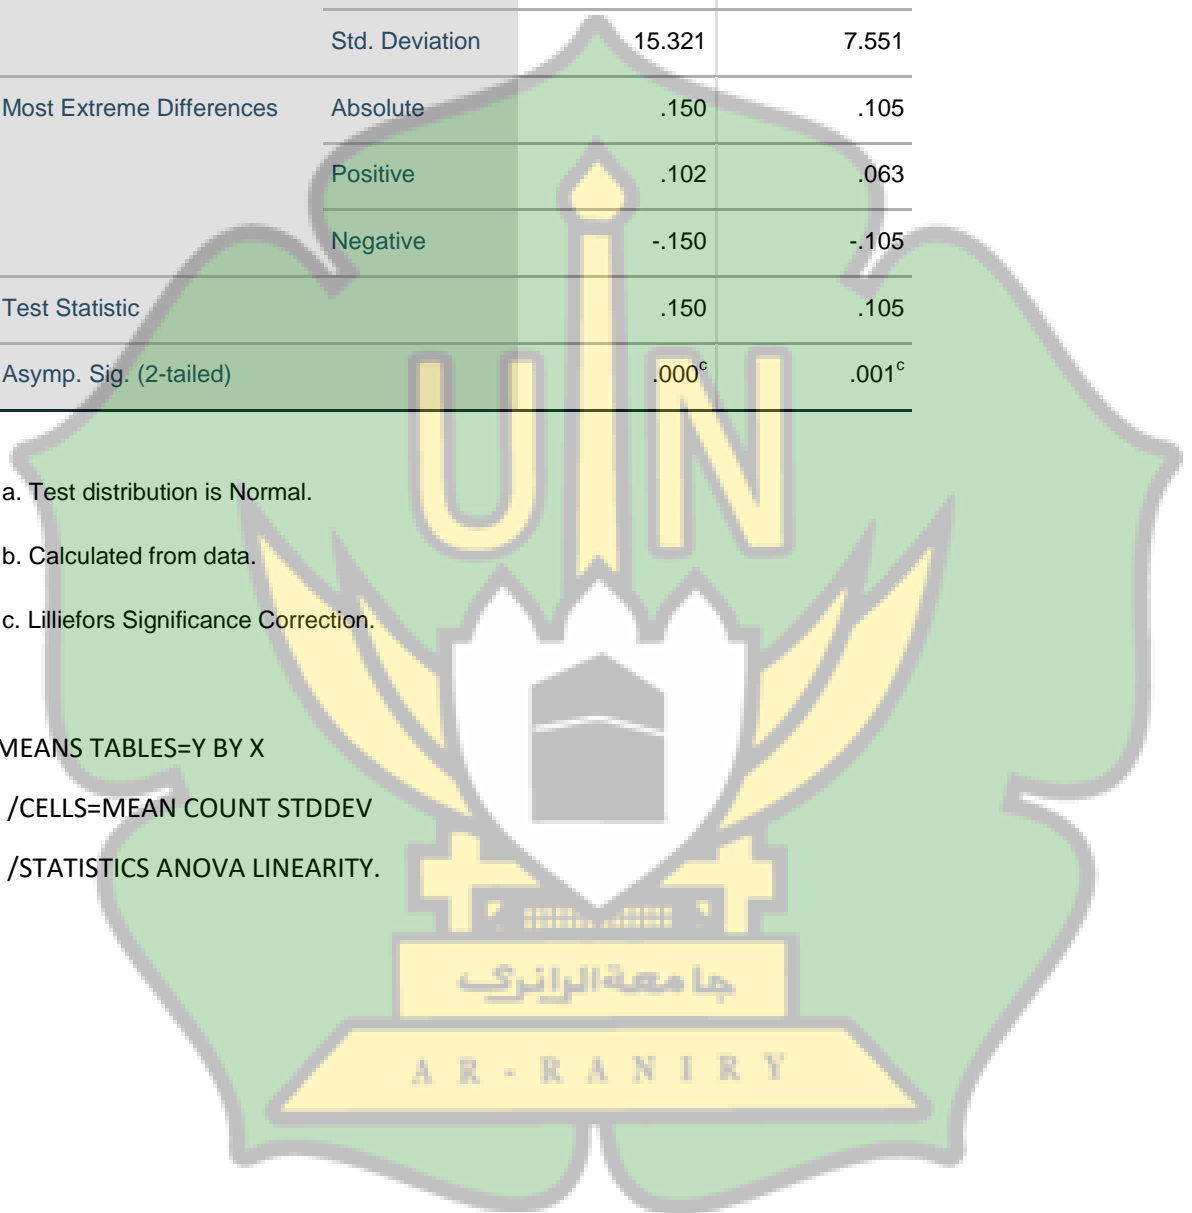 Std. Deviation 15.321 7.551
Most Extreme Differences Absolute .150 .105
Positive .102 .063
Negative -.150 -.105
Test Statistic .150 .105
Asymp. Sig. (2-tailed) .000c .001c
U N
a. Test distribution is Normal.
b. Calculated from data.
c. Lilliefors Significance Correction.
MEANS TABLES=Y BY X
/CELLS=MEAN COUNT STDDEV
/STATISTICS ANOVA LINEARITY.
جامعة الرانري
AR-RANIRY